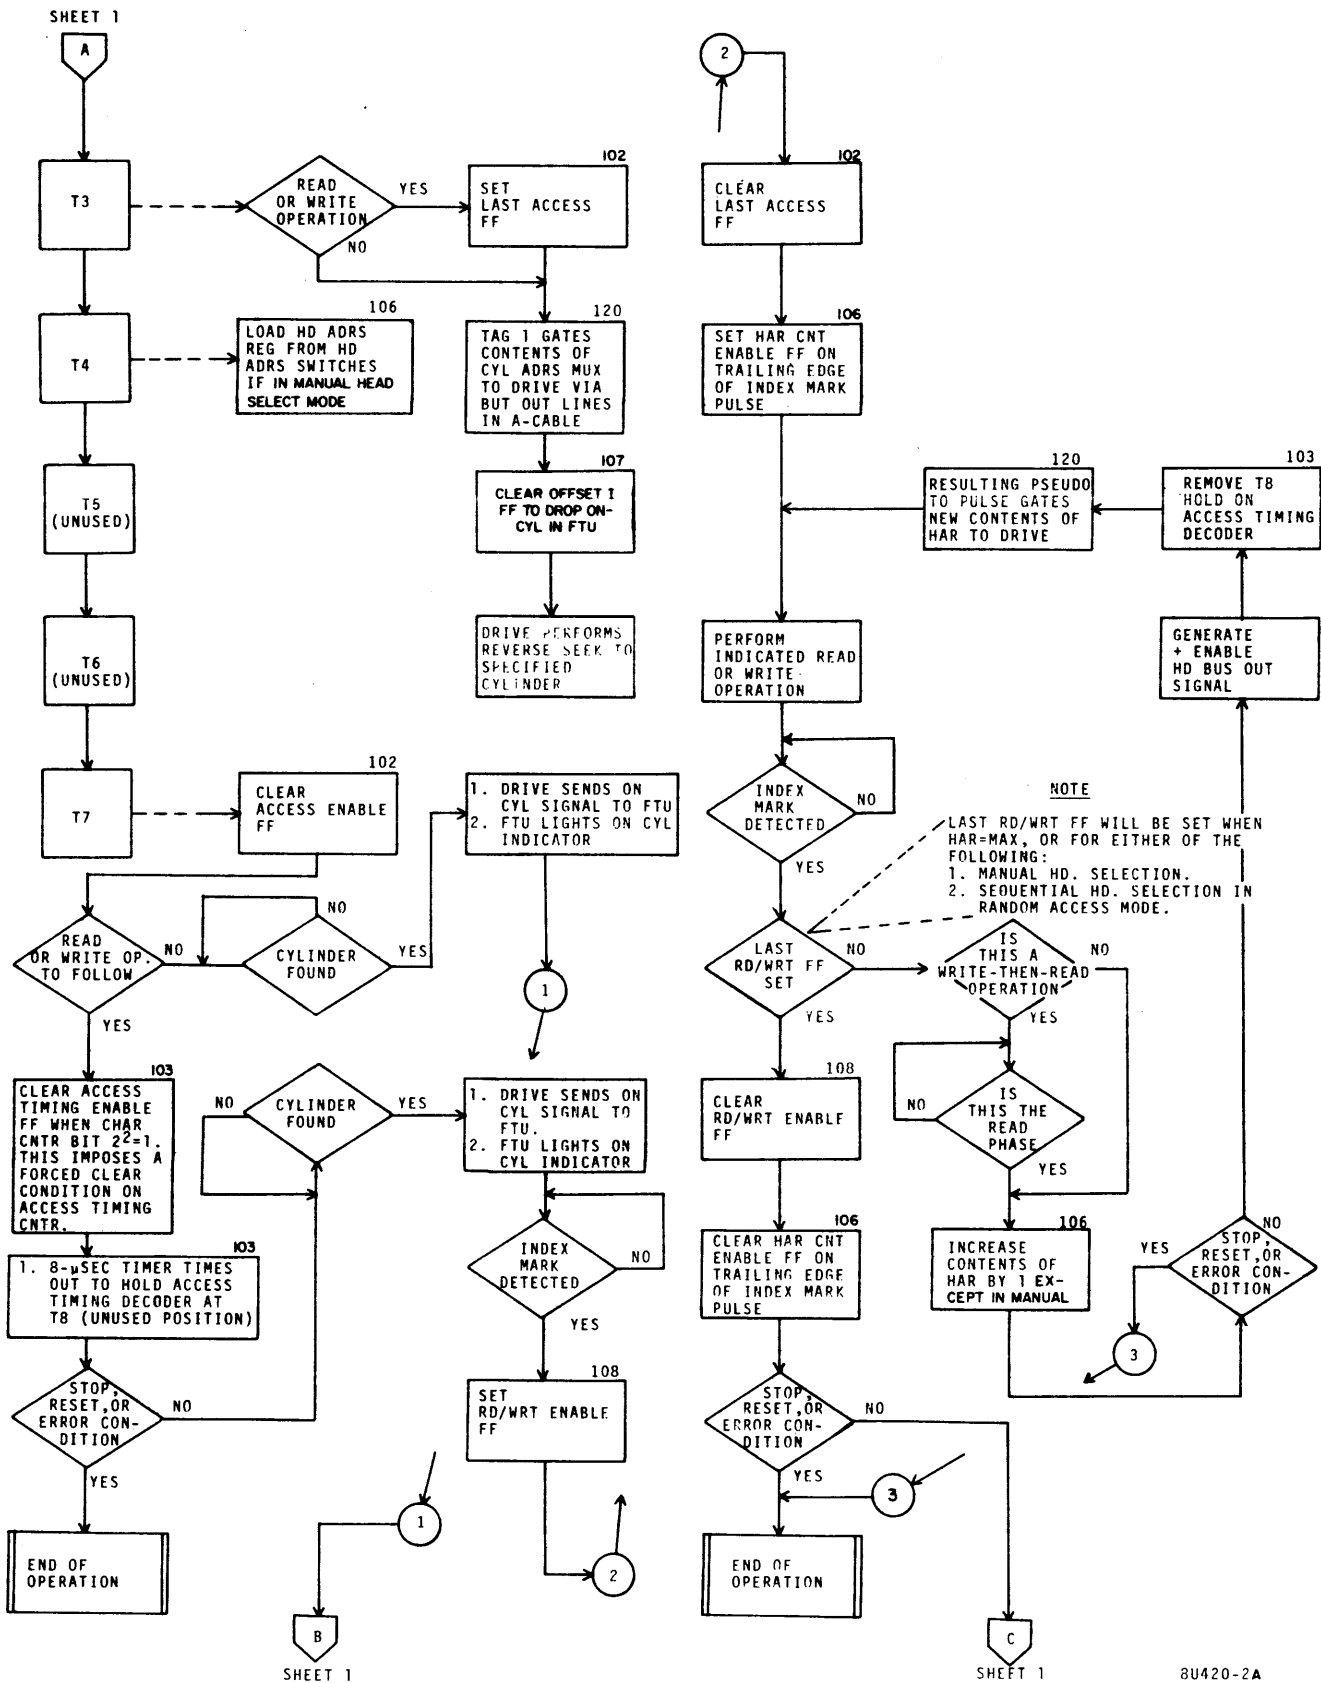 SHEET 1
A
T3
READ
OR WRITE
OPERATION
YES
NO
102
SET
LAST ACCESS
FF
T4
106
LOAD HD ADRS
REG FROM HD
ADRS SWITCHES
IF IN MANUAL HEAD
SELECT MODE
120
TAG 1 GATES
CONTENTS OF
CYL ADRS MUX
TO DRIVE VIA
BUT OUT LINES
IN A-CABLE
107
CLEAR OFFSET I
FF TO DROP ON-
CYL IN FTU
T5
(UNUSED)
T6
(UNUSED)
DRIVE PERFORMS
REVERSE SEEK TO
SPECIFIED
CYLINDER
T7
102
CLEAR
ACCESS ENABLE
FF
1. DRIVE SENDS ON
CYL SIGNAL TO FTU
2. FTU LIGHTS ON CYL
INDICATOR
READ
OR WRITE OP.
TO FOLLOW
NO
YES
NO
CYLINDER
FOUND
YES
1
103
CLEAR ACCESS
TIMING ENABLE
FF WHEN CHAR
CNTR BIT 2²=1.
THIS IMPOSES A
FORCED CLEAR
CONDITION ON
ACCESS TIMING
CNTR.
NO
CYLINDER
FOUND
YES
1. DRIVE SENDS ON
CYL SIGNAL TO
FTU.
2. FTU LIGHTS ON
CYL INDICATOR
103
1. 8-µSEC TIMER TIMES
OUT TO HOLD ACCESS
TIMING DECODER AT
T8 (UNUSED POSITION)
INDEX
MARK
DETECTED
NO
YES
STOP,
RESET,OR
ERROR CON-
DITION
NO
YES
108
SET
RD/WRT ENABLE
FF
END OF
OPERATION
1
2
B
SHEET 1
2
102
CLEAR
LAST ACCESS
FF
106
SET HAR CNT
ENABLE FF ON
TRAILING EDGE
OF INDEX MARK
PULSE
120
RESULTING PSEUDO
TO PULSE GATES
NEW CONTENTS OF
HAR TO DRIVE
103
REMOVE T8
HOLD ON
ACCESS TIMING
DECODER
PERFORM
INDICATED READ
OR WRITE
OPERATION
GENERATE
+ ENABLE
HD BUS OUT
SIGNAL
INDEX
MARK
DETECTED
NO
YES
NOTE
LAST RD/WRT FF WILL BE SET WHEN
HAR=MAX, OR FOR EITHER OF THE
FOLLOWING:
1. MANUAL HD. SELECTION.
2. SEQUENTIAL HD. SELECTION IN
RANDOM ACCESS MODE.
LAST
RD/WRT FF
SET
NO
YES
IS
THIS A
WRITE-THEN-READ
OPERATION
NO
YES
108
CLEAR
RD/WRT ENABLE
FF
IS
THIS THE
READ
PHASE
NO
YES
106
CLEAR HAR CNT
ENABLE FF ON
TRAILING EDGE
OF INDEX MARK
PULSE
106
INCREASE
CONTENTS OF
HAR BY 1 EX-
CEPT IN MANUAL
YES
NO
STOP,
RESET,OR
ERROR CON-
DITION
3
STOP,
RESET,OR
ERROR CON-
DITION
NO
YES
3
END OF
OPERATION
C
SHEET 1
8U420-2A